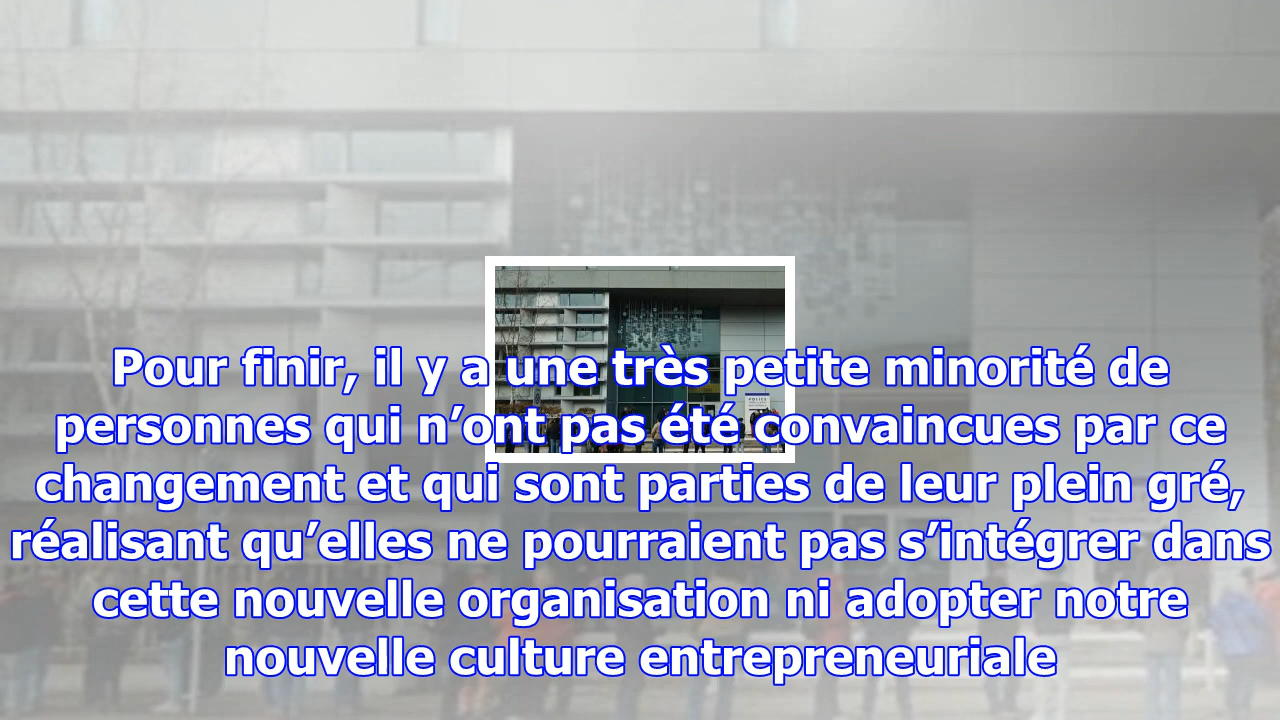 Pour finir, il y a une très petite minorité de
personnes qui n’ont pas été convaincues par ce
changement et qui sont parties de leur plein gré,
réalisant qu’elles ne pourraient pas s’intégrer dans
cette nouvelle organisation ni adopter notre
nouvelle culture entrepreneuriale
POLICE